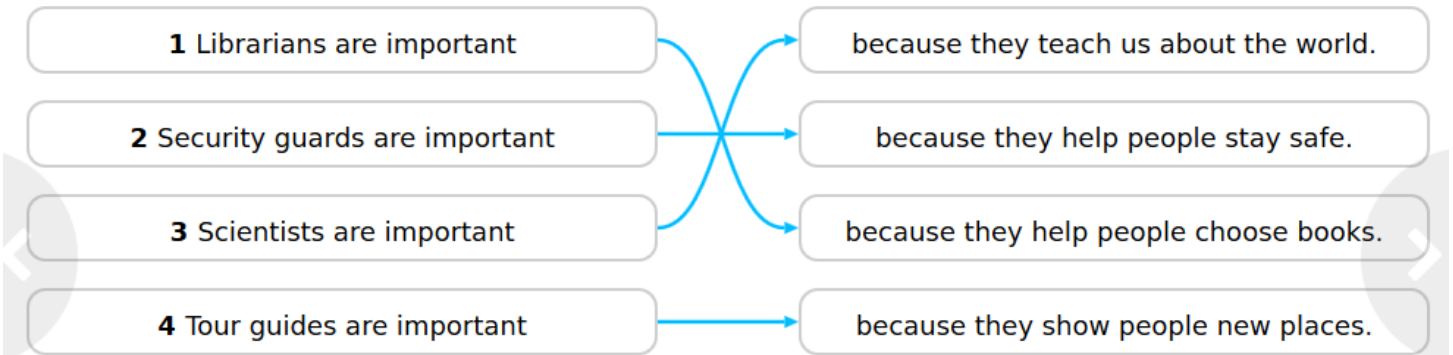 1 Librarians are important
because they teach us about the world.
2 Security guards are important
because they help people stay safe.
3 Scientists are important
because they help people choose books.
4 Tour guides are important
because they show people new places.